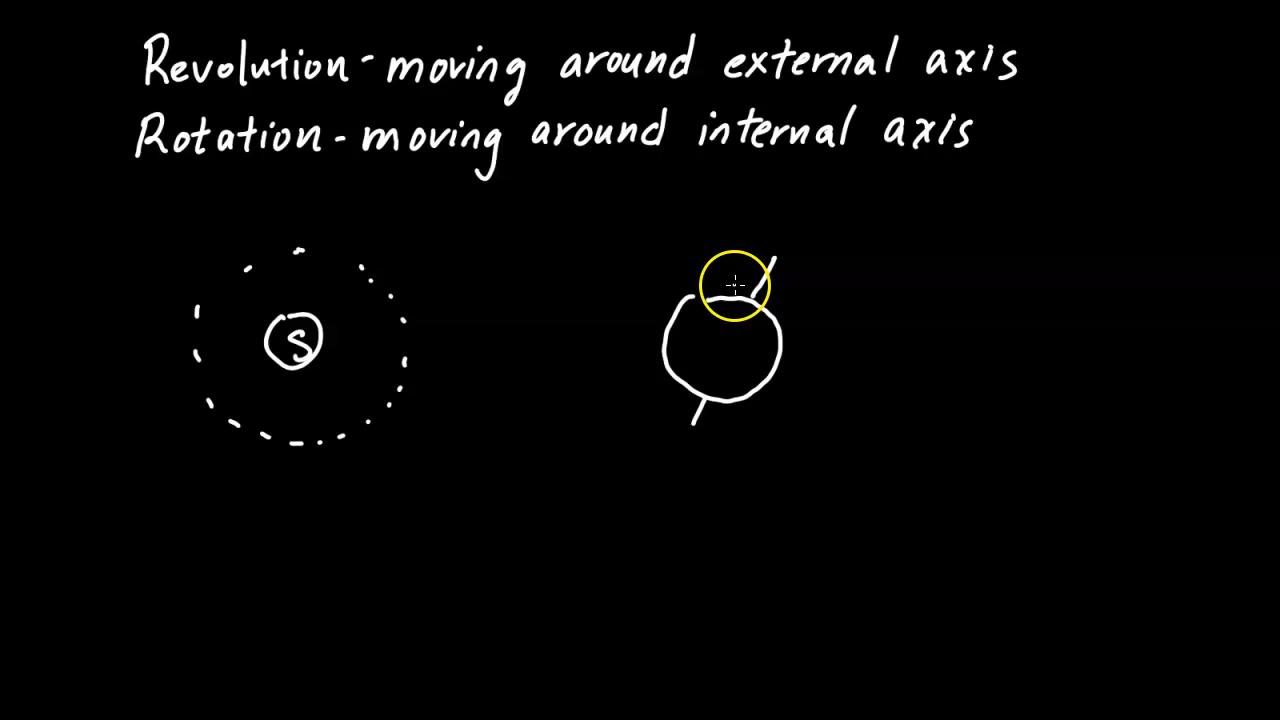 Revolution - moving around external axis
Rotation - moving around internal axis
S